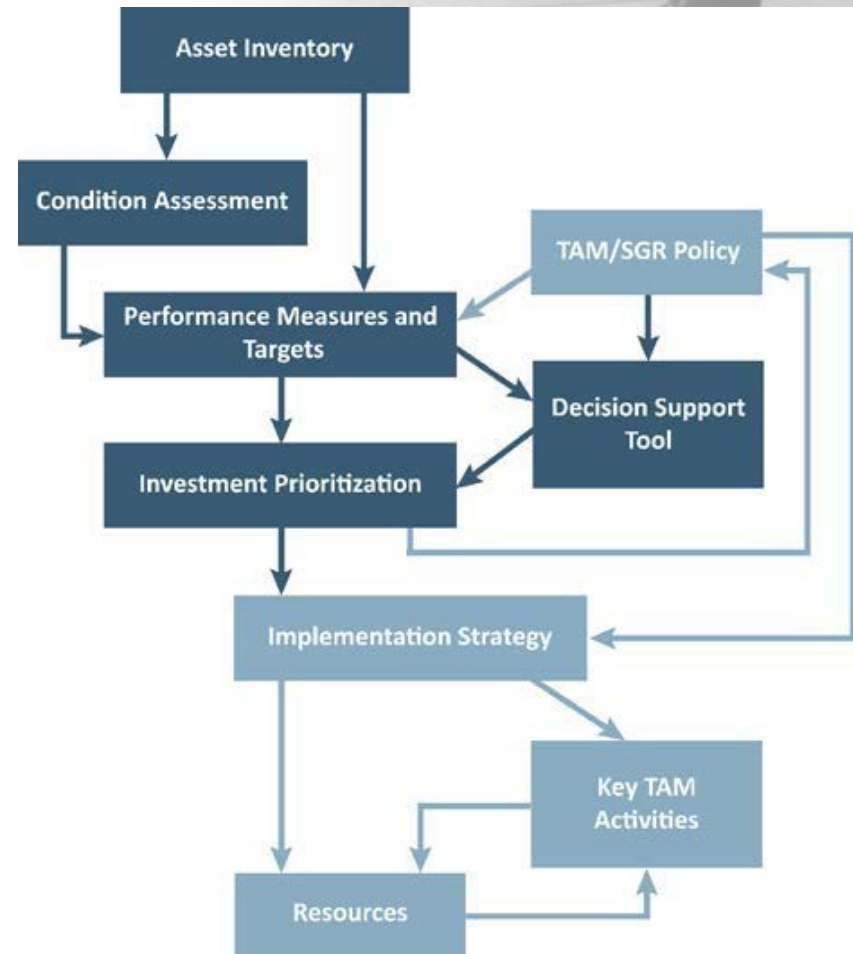 Asset Inventory
Condition Assessment
TAM/SGR Policy
Performance Measures and
Targets
Decision Support
Tool
Investment Prioritization
Implementation Strategy
Key TAM
Activities
Resources